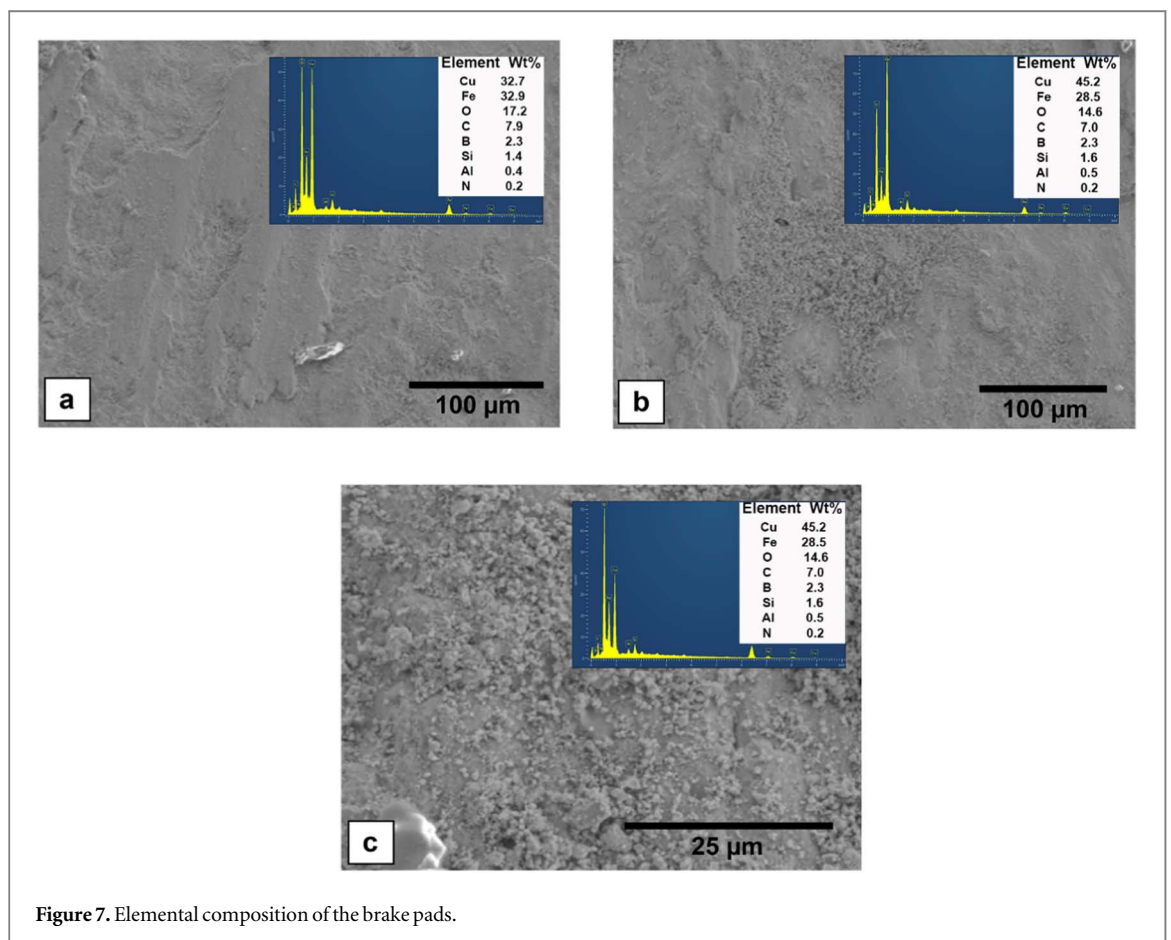 Element Wt%
Cu 32.7
Fe 32.9
O 17.2
C 7.9
B 2.3
Si 1.4
Al 0.4
N 0.2
a
100 µm
Element Wt%
Cu 45.2
Fe 28.5
O 14.6
C 7.0
B 2.3
Si 1.6
Al 0.5
N 0.2
b
100 µm
Element Wt%
Cu 45.2
Fe 28.5
O 14.6
C 7.0
B 2.3
Si 1.6
Al 0.5
N 0.2
c
25 µm
Figure 7. Elemental composition of the brake pads.